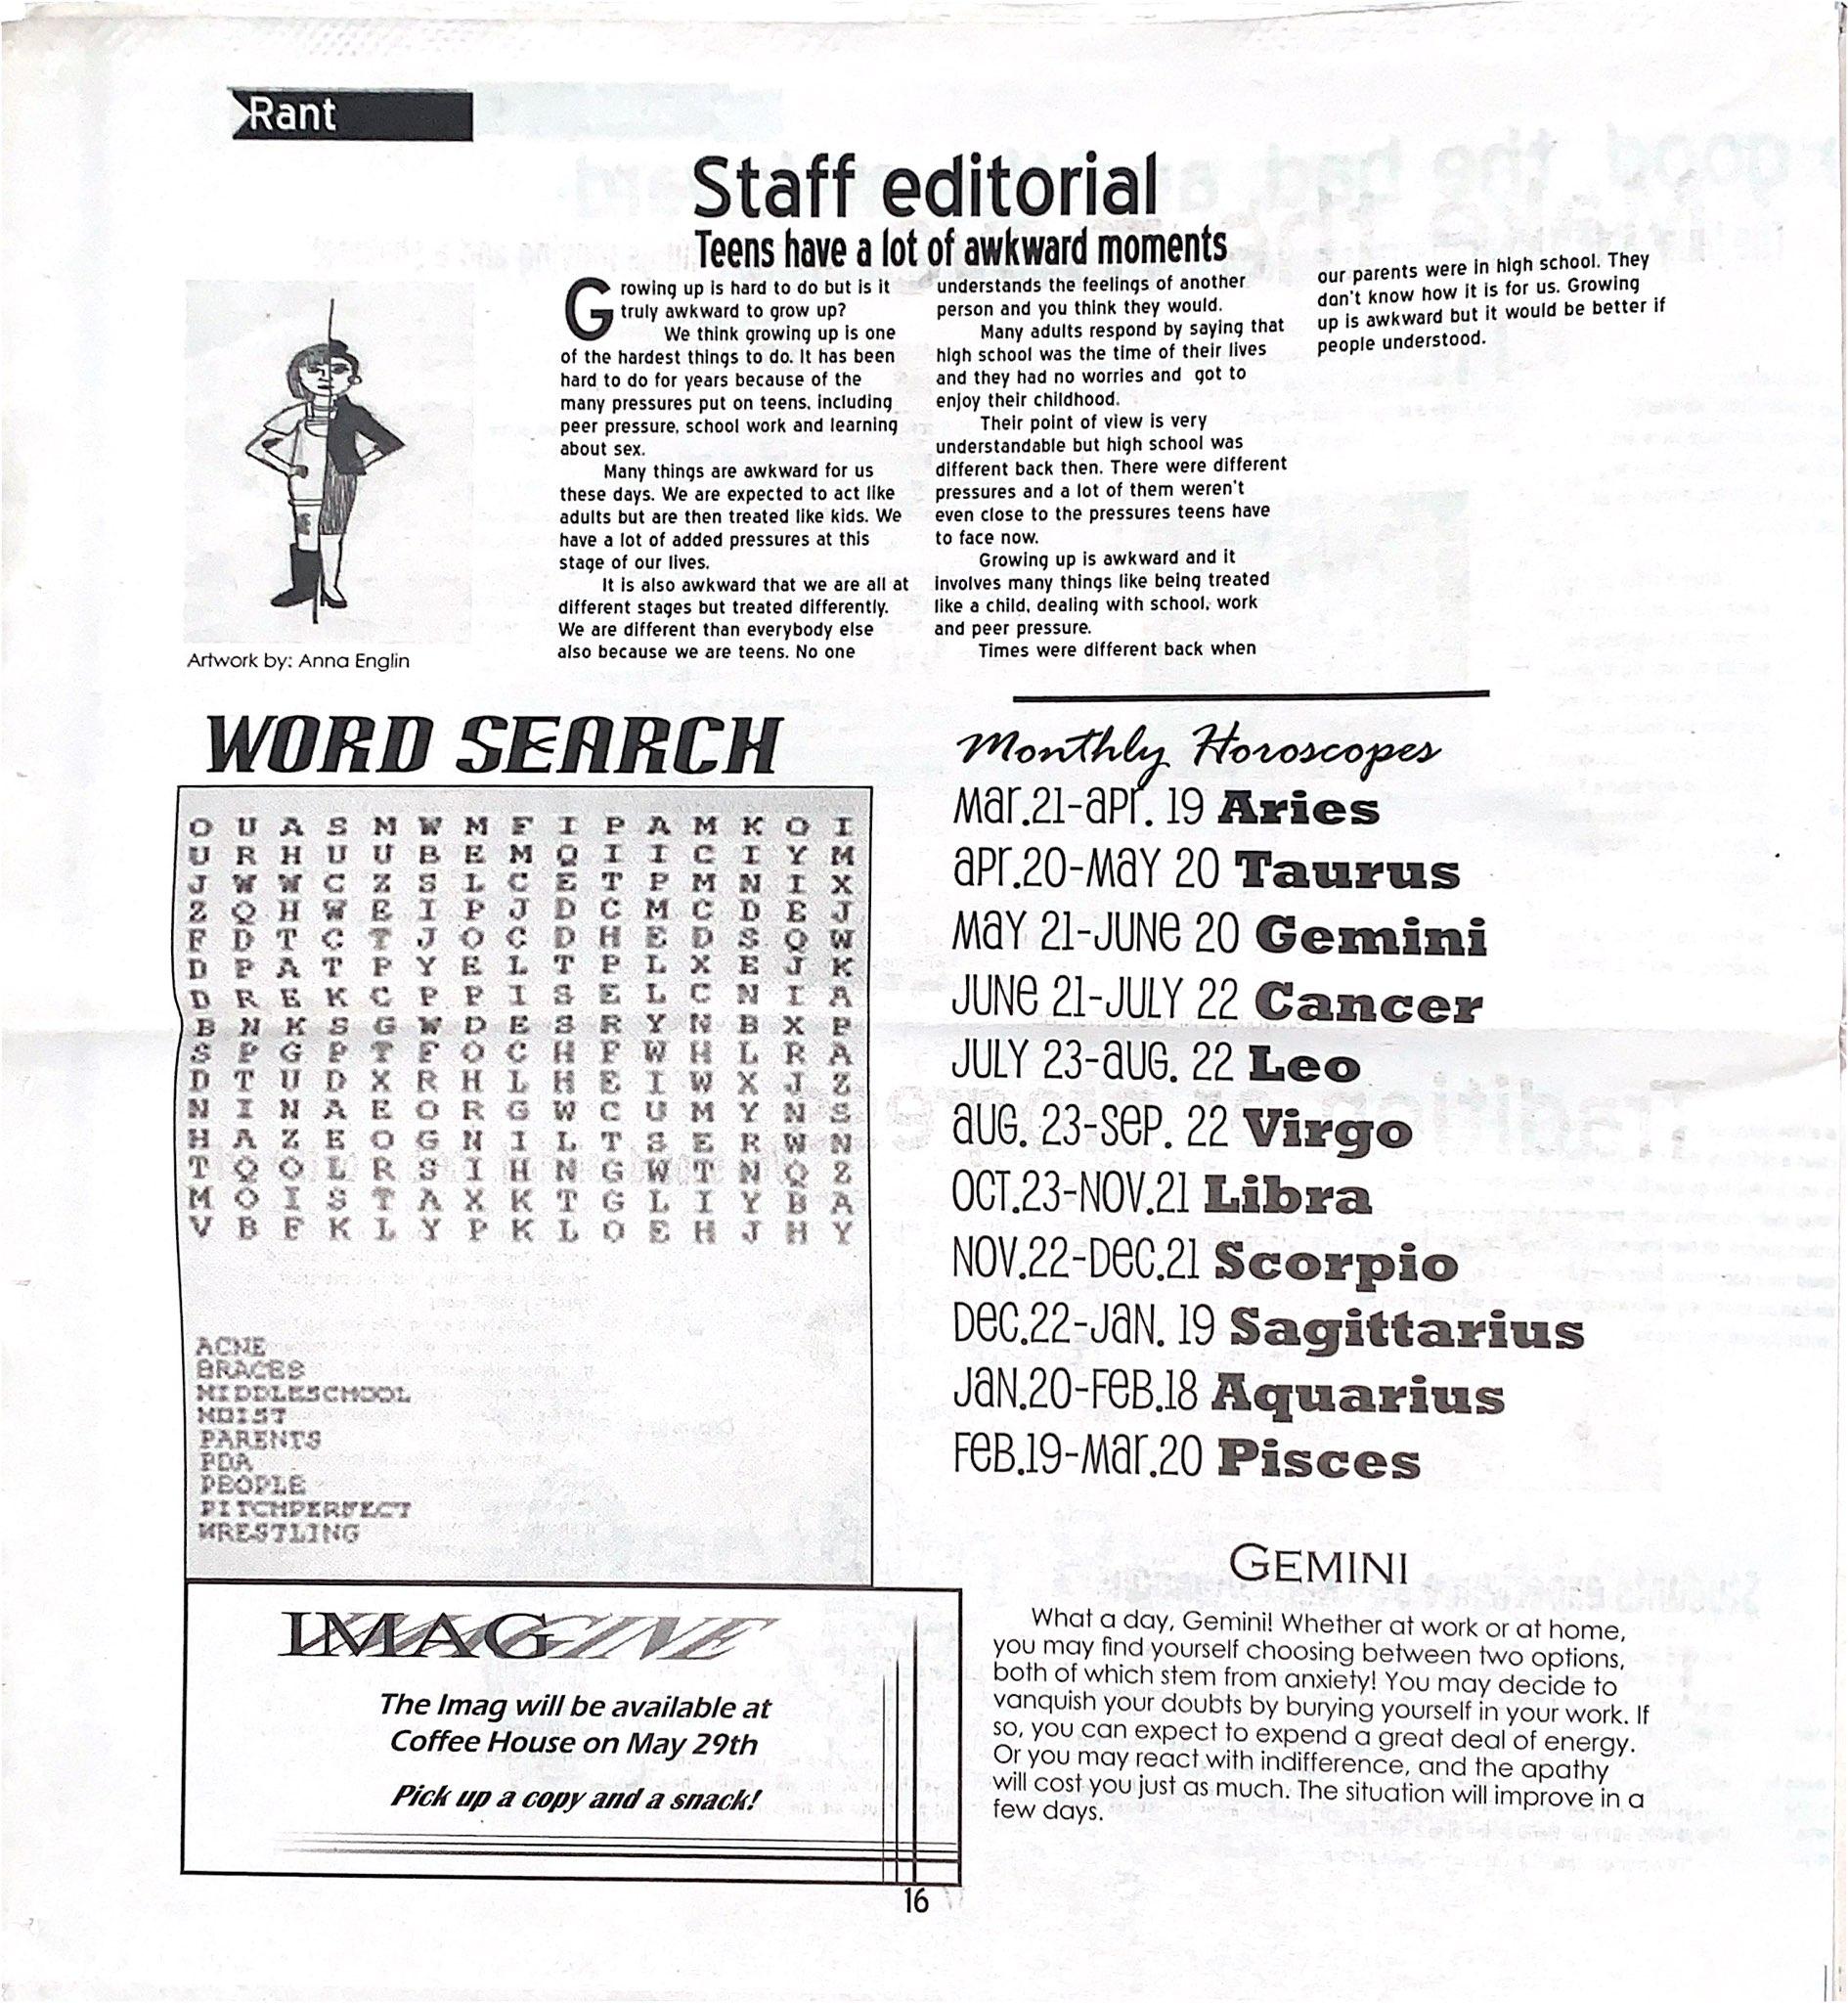 Rant
Staff editorial
Teens have a lot of awkward moments
Growing up is hard to do but is it
truly awkward to grow up?
We think growing up is one
of the hardest things to do. It has been
hard to do for years because of the
many pressures put on teens, including
peer pressure, school work and learning
about sex.
Many things are awkward for us
these days. We are expected to act like
adults but are then treated like kids. We
have a lot of added pressures at this
stage of our lives.
It is also awkward that we are all at
different stages but treated differently.
We are different than everybody else
also because we are teens. No one
understands the feelings of another
person and you think they would.
Many adults respond by saying that
high school was the time of their lives
and they had no worries and got to
enjoy their childhood.
Their point of view is very
understandable but high school was
different back then. There were different
pressures and a lot of them weren't
even close to the pressures teens have
to face now.
Growing up is awkward and it
involves many things like being treated
like a child, dealing with school, work
and peer pressure.
Times were different back when
our parents were in high school. They
don't know how it is for us. Growing
up is awkward but it would be better if
people understood.
Artwork by: Anna Englin
WORD SEARCH
O U A S M W M F I P A M K O I
U R H U U B E M Q I I C I Y M
J W W C Z S L C E T P M N I X
Z Q H W E I P J D C M C D E J
F D T C T J O C D H E D S Q W
D P A T P Y E L T P L X E J K
D R E K C P P I S E L C N I A
B N K S G W D E S R Y N B X P
S P G P T F O C H F W H L R A
D T U D X R H L H E I W X J Z
N I N A E O R G W C U M Y N S
H A Z E O G N I L T S E R W N
T Q O L R S I H N G W T N Q Z
M O I S T A X K T G L I Y B A
V B F K L Y P K L O E H J H Y
ACNE
BRACES
MIDDLESCHOOL
MOIST
PARENTS
PDA
PEOPLE
PITCHPERFECT
WRESTLING
Monthly Horoscopes
Mar.21-apr. 19 Aries
apr.20-May 20 Taurus
May 21-June 20 Gemini
June 21-July 22 Cancer
July 23-aug. 22 Leo
aug. 23-sep. 22 Virgo
Oct.23-Nov.21 Libra
Nov.22-Dec.21 Scorpio
Dec.22-Jan. 19 Sagittarius
Jan.20-Feb.18 Aquarius
Feb.19-Mar.20 Pisces
GEMINI
What a day, Gemini! Whether at work or at home,
you may find yourself choosing between two options,
both of which stem from anxiety! You may decide to
vanquish your doubts by burying yourself in your work. If
so, you can expect to expend a great deal of energy.
Or you may react with indifference, and the apathy
will cost you just as much. The situation will improve in a
few days.
IMAGINE
The Imag will be available at
Coffee House on May 29th
Pick up a copy and a snack!
16